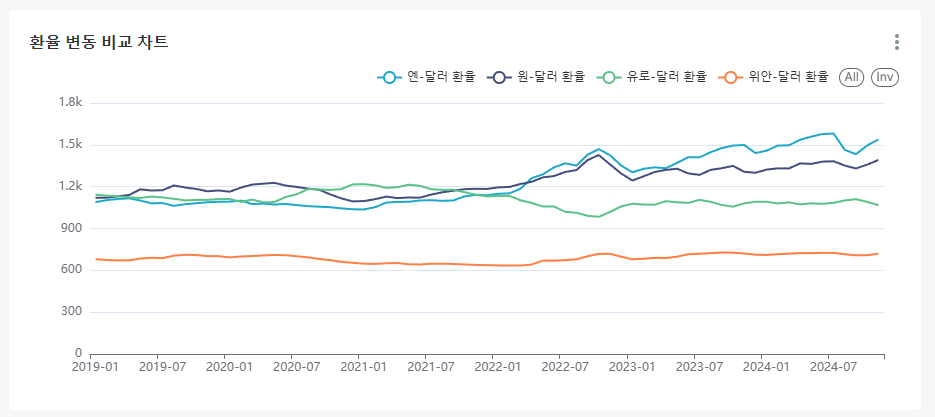 환율 변동 비교 차트
엔-달러 환율 원-달러 환율 유로-달러 환율 위안-달러 환율 All Inv
1.8k
1.5k
1.2k
900
600
300
0
2019-01 2019-07 2020-01 2020-07 2021-01 2021-07 2022-01 2022-07 2023-01 2023-07 2024-01 2024-07